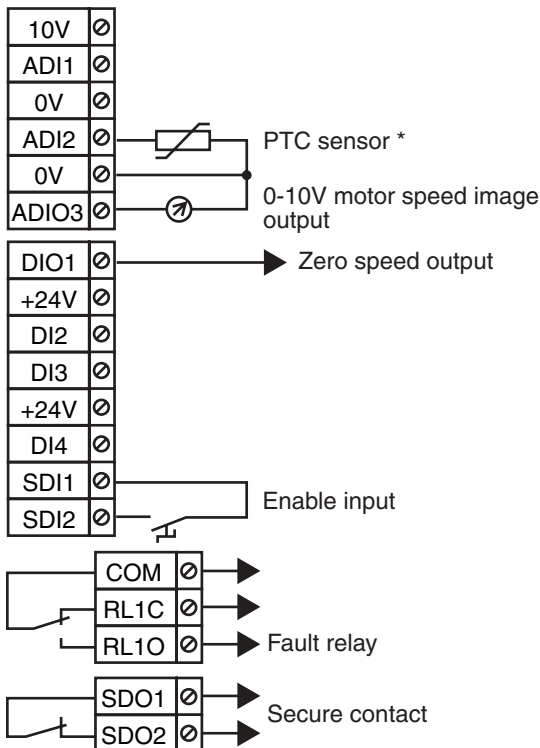 10V
ADI1
0V
ADI2
PTC sensor *
0V
0-10V motor speed image
output
ADIO3
DIO1
Zero speed output
+24V
DI2
DI3
+24V
DI4
SDI1
Enable input
SDI2
COM
RL1C
RL1O
Fault relay
SDO1
Secure contact
SDO2